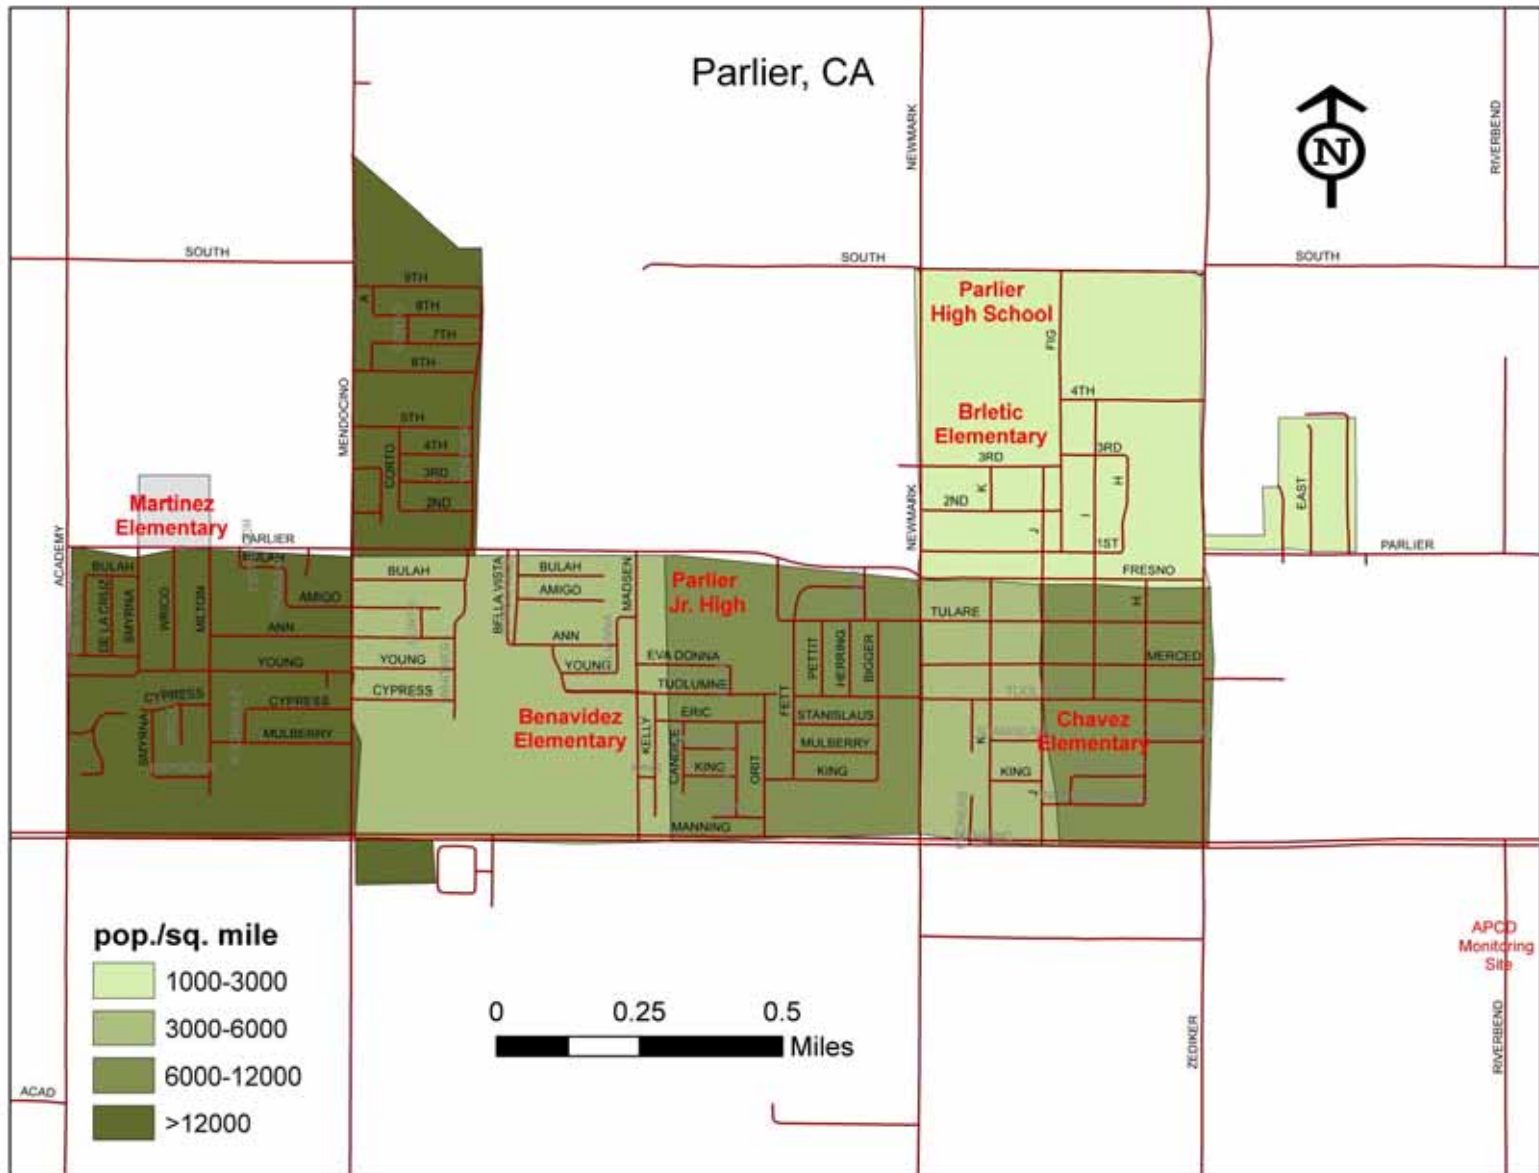 Parlier, CA
N
NEWMARK
RIVERBEND
SOUTH
SOUTH
SOUTH
9TH
A
8TH
7TH
6TH
MENDOCINO
5TH
CORTO
4TH
3RD
2ND
Parlier
High School
FIG
4TH
Brletic
Elementary
3RD
3RD
K
H
2ND
NEWMARK
J
I
1ST
EAST
PARLIER
FRESNO
Martinez
Elementary
ACADEMY
PARLIER
BULAH
DE LA CRUZ
SMYRNA
WRIGO
MILTON
AMIGO
ANN
YOUNG
CYPRESS
SMYRNA
CYPRESS
MULBERRY
BULAH
YOUNG
CYPRESS
BELLA VISTA
BULAH
AMIGO
MADSEN
ANN
YOUNG
Parlier
Jr. High
EVA DONNA
TUOLUMNE
Benavidez
Elementary
KELLY
ERIC
CANDICE
KING
ORIT
MANNING
FETT
PETTIT
HERRING
BIGGER
STANISLAUS
MULBERRY
KING
TULARE
H
MERCED
Chavez
Elementary
K
KING
J
pop./sq. mile
1000-3000
3000-6000
6000-12000
>12000
0 0.25 0.5
Miles
ACAD
ZEDIKER
APCD
Monitoring
Site
RIVERBEND